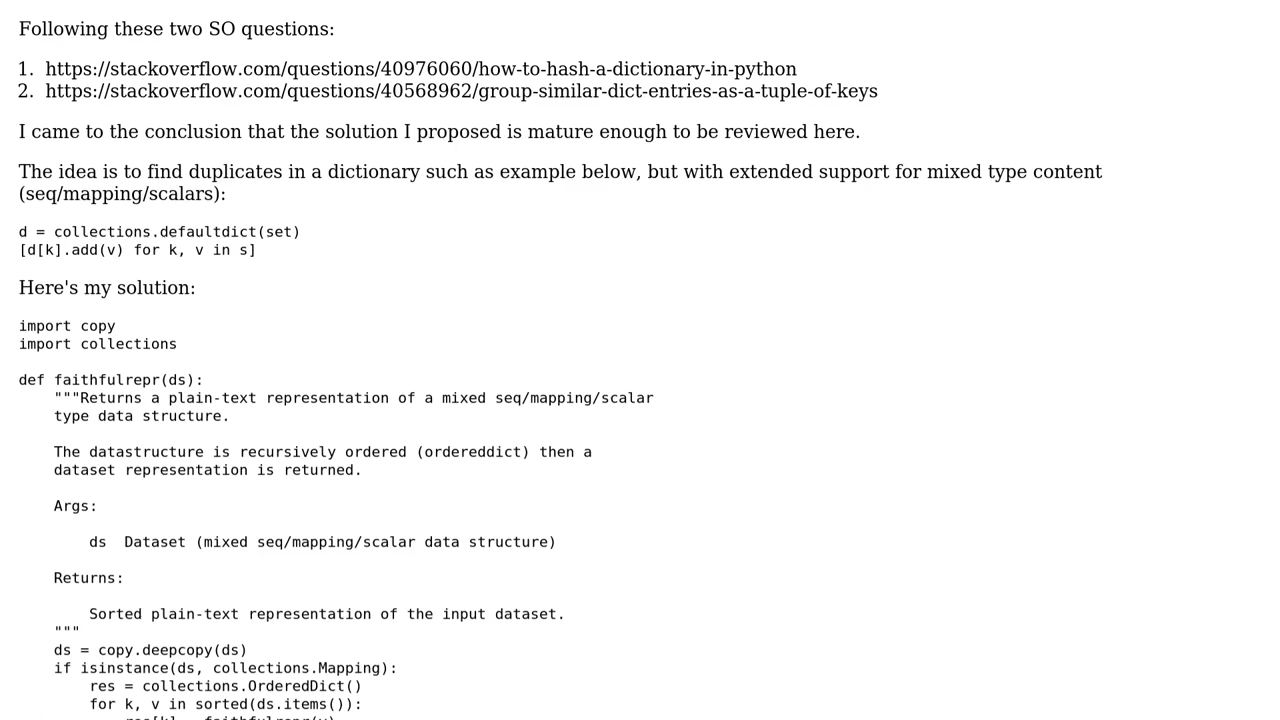 Following these two SO questions:
1. https://stackoverflow.com/questions/40976060/how-to-hash-a-dictionary-in-python
2. https://stackoverflow.com/questions/40568962/group-similar-dict-entries-as-a-tuple-of-keys
I came to the conclusion that the solution I proposed is mature enough to be reviewed here.
The idea is to find duplicates in a dictionary such as example below, but with extended support for mixed type content
(seq/mapping/scalars):
d = collections.defaultdict(set)
[d[k].add(v) for k, v in s]
Here's my solution:
import copy
import collections
def faithfulrepr(ds):
    """Returns a plain-text representation of a mixed seq/mapping/scalar
    type data structure.
    The datastructure is recursively ordered (ordereddict) then a
    dataset representation is returned.
    Args:
        ds  Dataset (mixed seq/mapping/scalar data structure)
    Returns:
        Sorted plain-text representation of the input dataset.
    """
    ds = copy.deepcopy(ds)
    if isinstance(ds, collections.Mapping):
        res = collections.OrderedDict()
        for k, v in sorted(ds.items()):